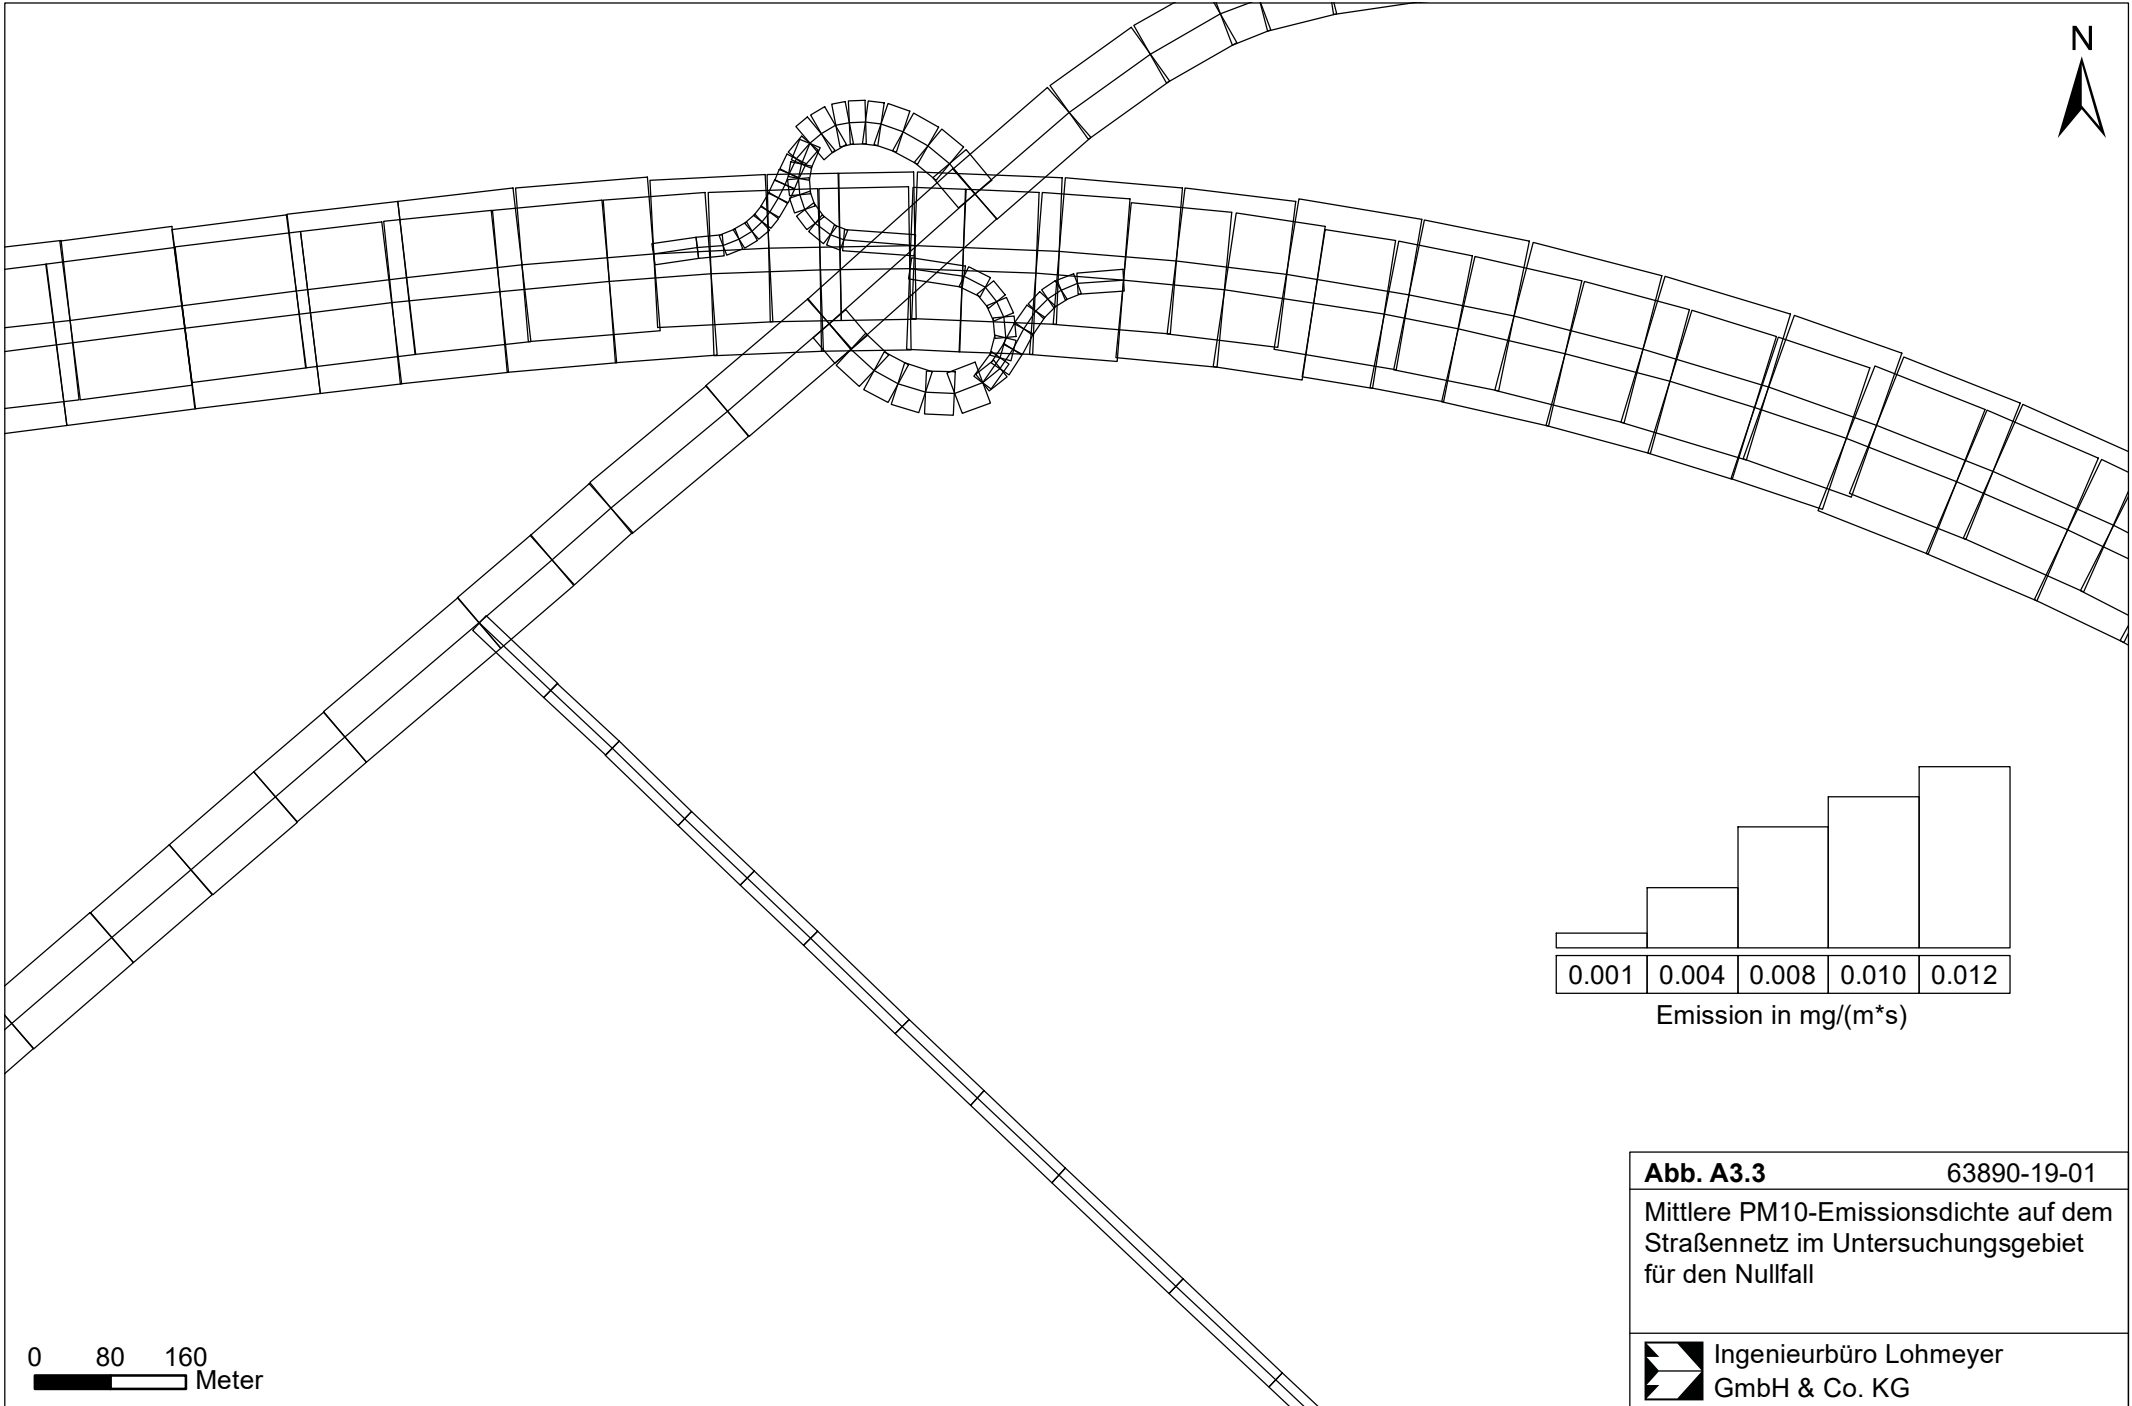 N
0.001 0.004 0.008 0.010 0.012
Emission in mg/(m*s)
Abb. A3.3 63890-19-01
Mittlere PM10-Emissionsdichte auf dem
Straßennetz im Untersuchungsgebiet
für den Nullfall
0 80 160
Meter
Ingenieurbüro Lohmeyer
GmbH & Co. KG